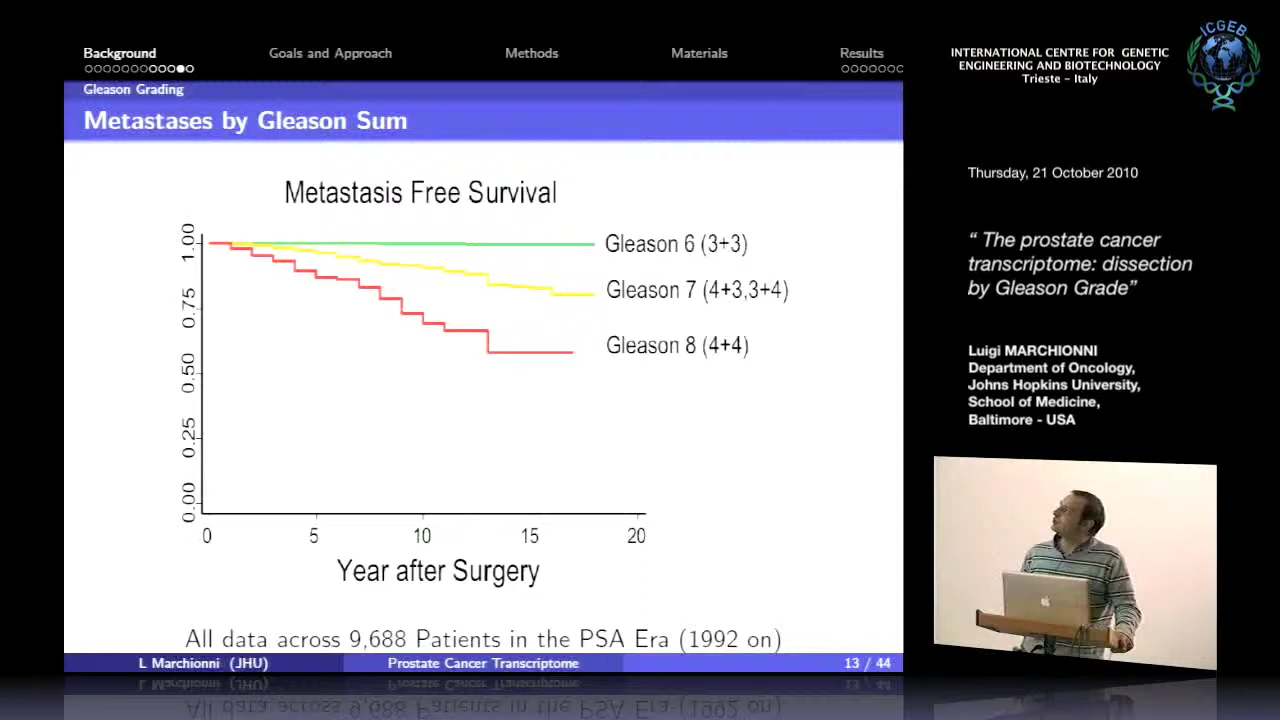 Background
Goals and Approach
Methods
Materials
Results
Gleason Grading
Metastases by Gleason Sum
Metastasis Free Survival
1.00
0.75
0.50
0.25
0.00
Gleason 6 (3+3)
Gleason 7 (4+3,3+4)
Gleason 8 (4+4)
0 5 10 15 20
Year after Surgery
All data across 9,688 Patients in the PSA Era (1992 on)
L Marchionni (JHU)
Prostate Cancer Transcriptome
13 / 44
INTERNATIONAL CENTRE FOR GENETIC
ENGINEERING AND BIOTECHNOLOGY
Trieste – Italy
ICGEB
Thursday, 21 October 2010
“ The prostate cancer
transcriptome: dissection
by Gleason Grade”
Luigi MARCHIONNI
Department of Oncology,
Johns Hopkins University,
School of Medicine,
Baltimore - USA